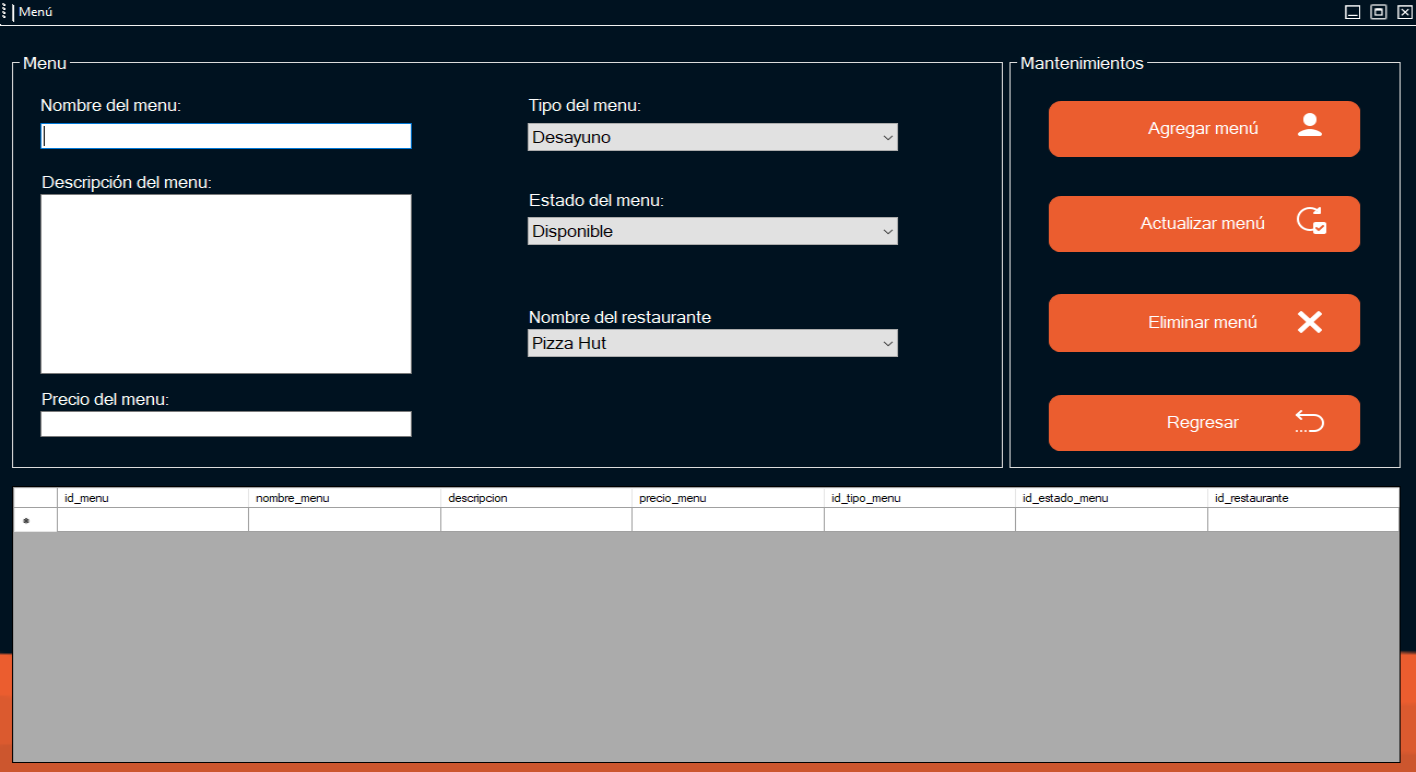 Menú
Menu
Nombre del menu:
Descripción del menu:
Precio del menu:
Tipo del menu:
Desayuno
Estado del menu:
Disponible
Nombre del restaurante
Pizza Hut
Mantenimientos
Agregar menú
Actualizar menú
Eliminar menú
Regresar
id_menu nombre_menu descripcion precio_menu id_tipo_menu id_estado_menu id_restaurante